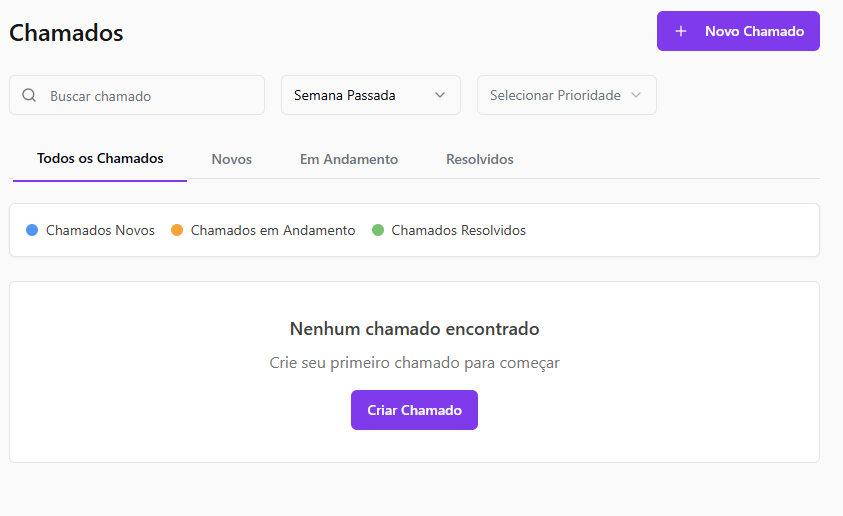 Chamados
+ Novo Chamado
Buscar chamado
Semana Passada
Selecionar Prioridade
Todos os Chamados
Novos
Em Andamento
Resolvidos
Chamados Novos
Chamados em Andamento
Chamados Resolvidos
Nenhum chamado encontrado
Crie seu primeiro chamado para começar
Criar Chamado